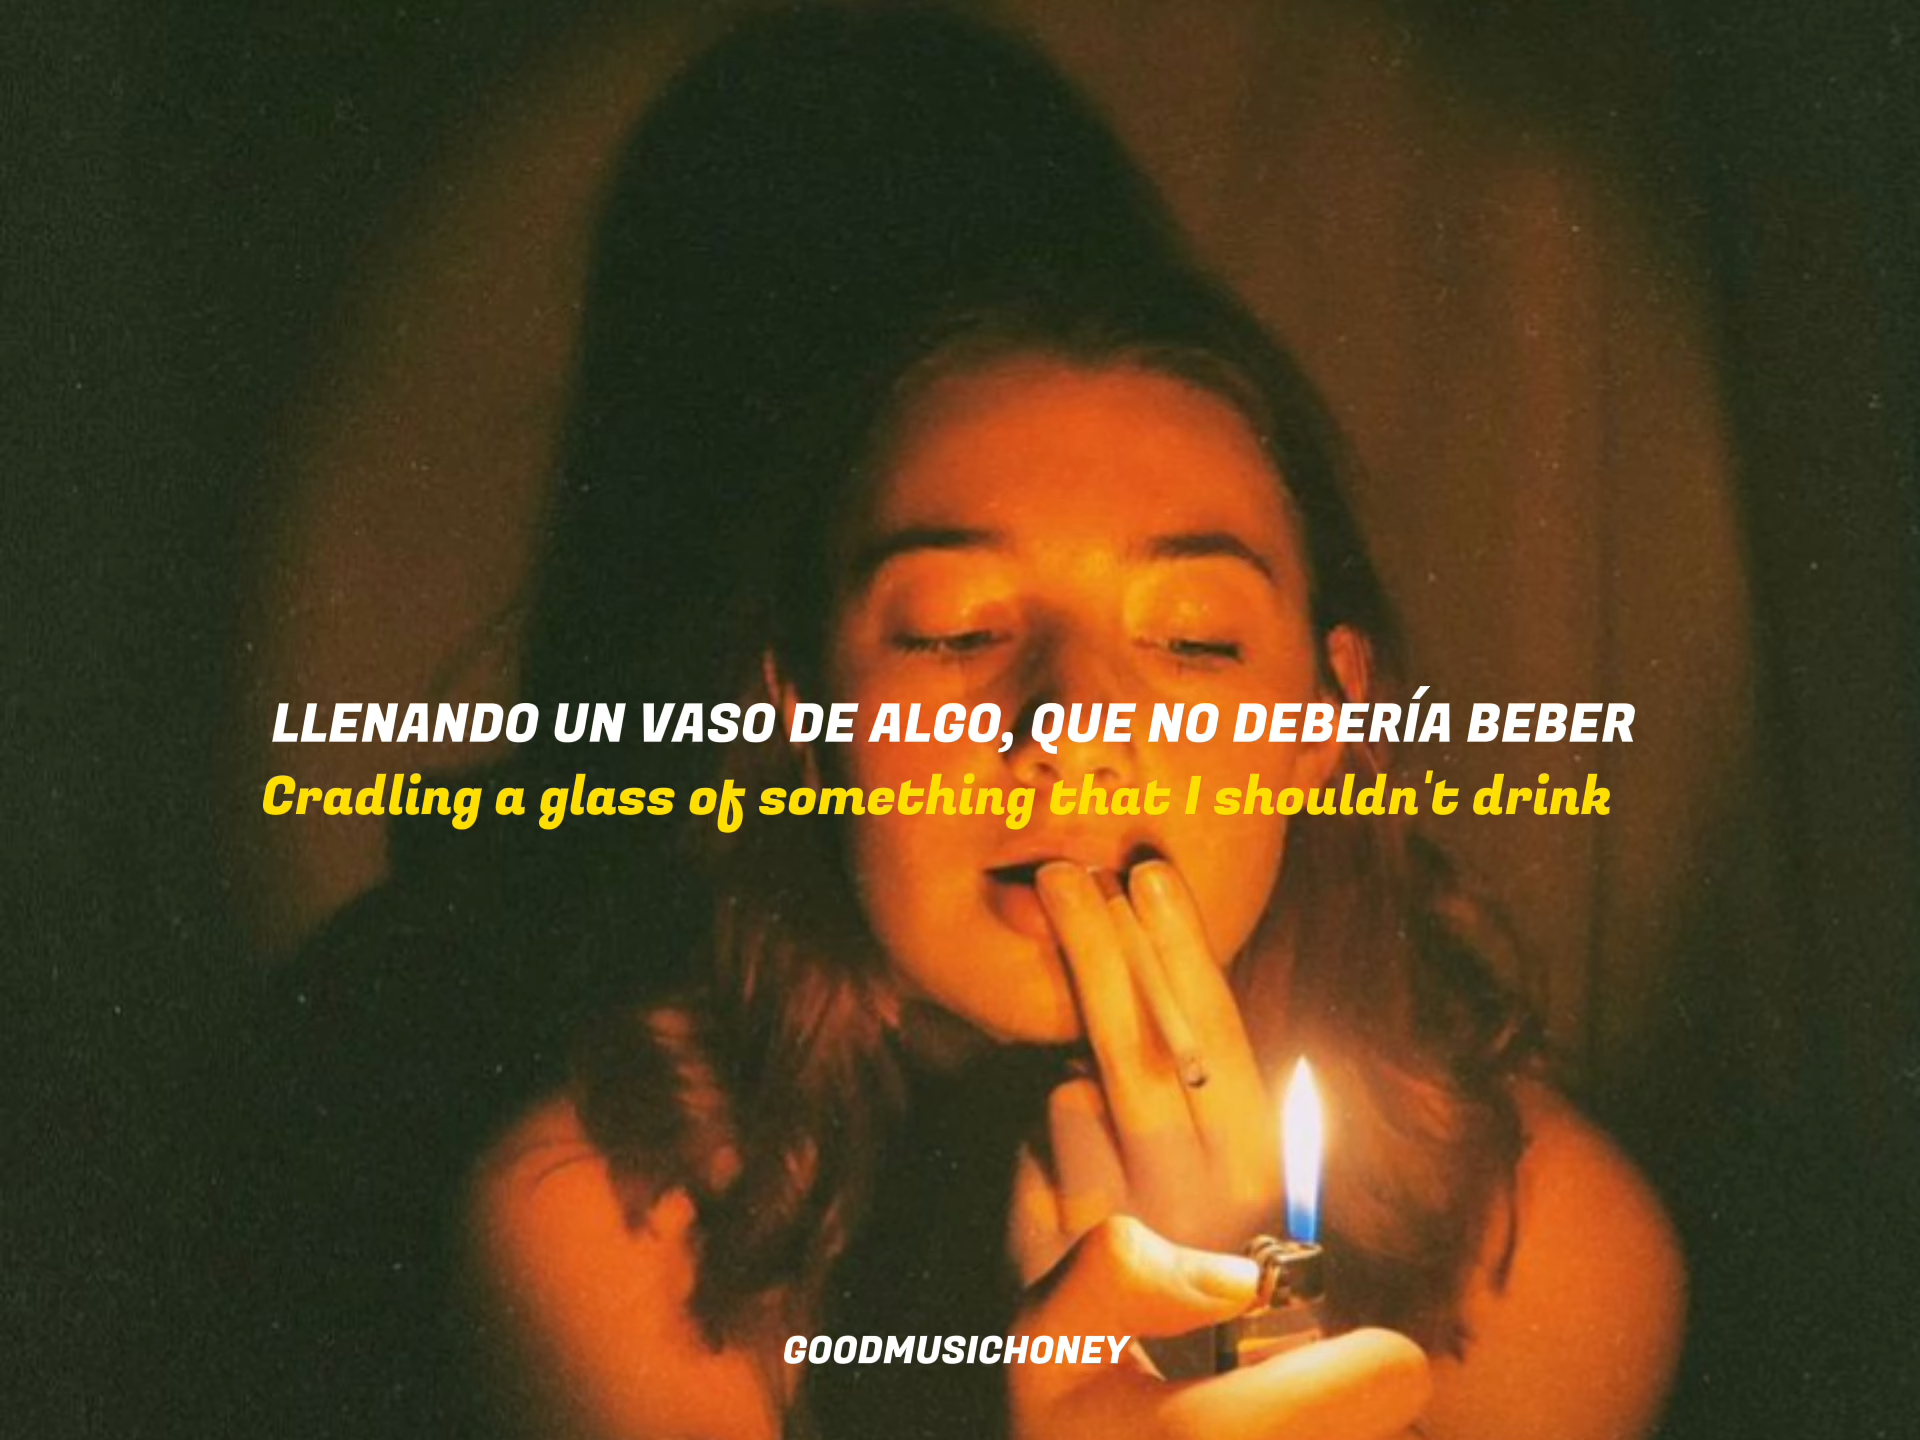 LLENANDO UN VASO DE ALGO, QUE NO DEBERÍA BEBER
Cradling a glass of something that I shouldn't drink
GOODMUSICHONEY